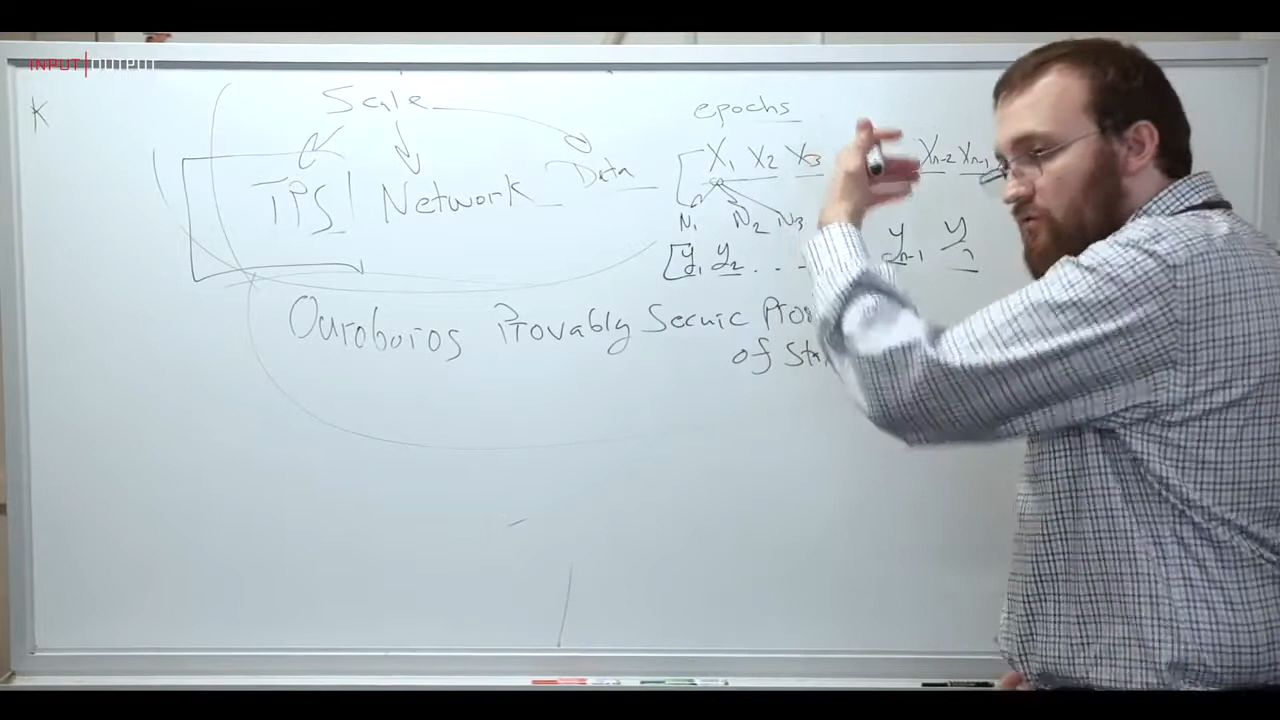 INPUT|OUTPUT
K
Scale
TPS Network Data
epochs
X1 X2 X3 Xn-2 Xn-1
N1 N2 N3
y1 y2 . . - yn-1 y
Ouroboros Provably Secure
of